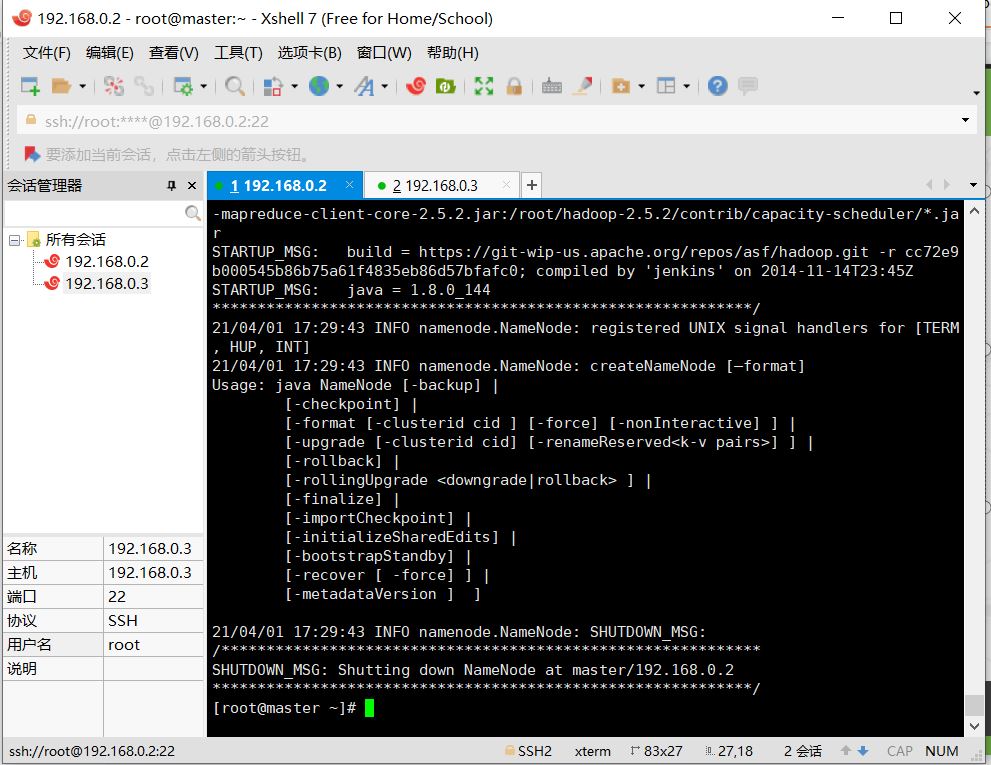 192.168.0.2 - root@master:~ - Xshell 7 (Free for Home/School)
文件(F) 编辑(E) 查看(V) 工具(T) 选项卡(B) 窗口(W) 帮助(H)
ssh://root:****@192.168.0.2:22
要添加当前会话，点击左侧的箭头按钮。
会话管理器
1 192.168.0.2
2 192.168.0.3
所有会话
192.168.0.2
192.168.0.3
名称 192.168.0.3
主机 192.168.0.3
端口 22
协议 SSH
用户名 root
说明
-mapreduce-client-core-2.5.2.jar:/root/hadoop-2.5.2/contrib/capacity-scheduler/*.ja
r
STARTUP_MSG:   build = https://git-wip-us.apache.org/repos/asf/hadoop.git -r cc72e9
b000545b86b75a61f4835eb86d57bfafc0; compiled by 'jenkins' on 2014-11-14T23:45Z
STARTUP_MSG:   java = 1.8.0_144
************************************************************/
21/04/01 17:29:43 INFO namenode.NameNode: registered UNIX signal handlers for [TERM
, HUP, INT]
21/04/01 17:29:43 INFO namenode.NameNode: createNameNode [–format]
Usage: java NameNode [-backup] |
        [-checkpoint] |
        [-format [-clusterid cid ] [-force] [-nonInteractive] ] |
        [-upgrade [-clusterid cid] [-renameReserved<k-v pairs>] ] |
        [-rollback] |
        [-rollingUpgrade <downgrade|rollback> ] |
        [-finalize] |
        [-importCheckpoint] |
        [-initializeSharedEdits] |
        [-bootstrapStandby] |
        [-recover [ -force] ] |
        [-metadataVersion ]  ]
21/04/01 17:29:43 INFO namenode.NameNode: SHUTDOWN_MSG:
/************************************************************
SHUTDOWN_MSG: Shutting down NameNode at master/192.168.0.2
************************************************************/
[root@master ~]#
ssh://root@192.168.0.2:22 SSH2 xterm 83x27 27,18 2 会话 CAP NUM